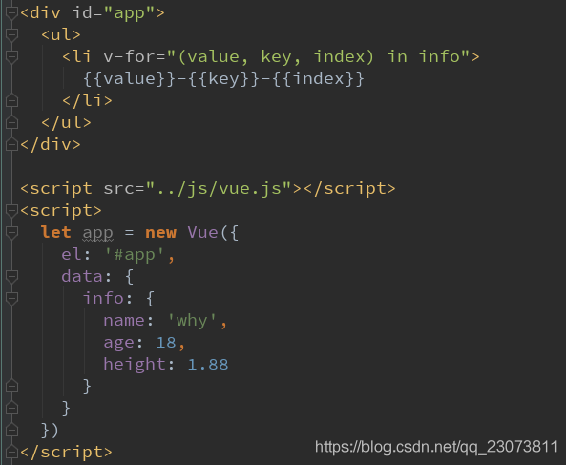 <div id="app">
  <ul>
    <li v-for="(value, key, index) in info">
      {{value}}-{{key}}-{{index}}
    </li>
  </ul>
</div>

<script src="../js/vue.js"></script>
<script>
  let app = new Vue({
    el: '#app',
    data: {
      info: {
        name: 'why',
        age: 18,
        height: 1.88
      }
    }
  })
</script>
https://blog.csdn.net/qq_23073811